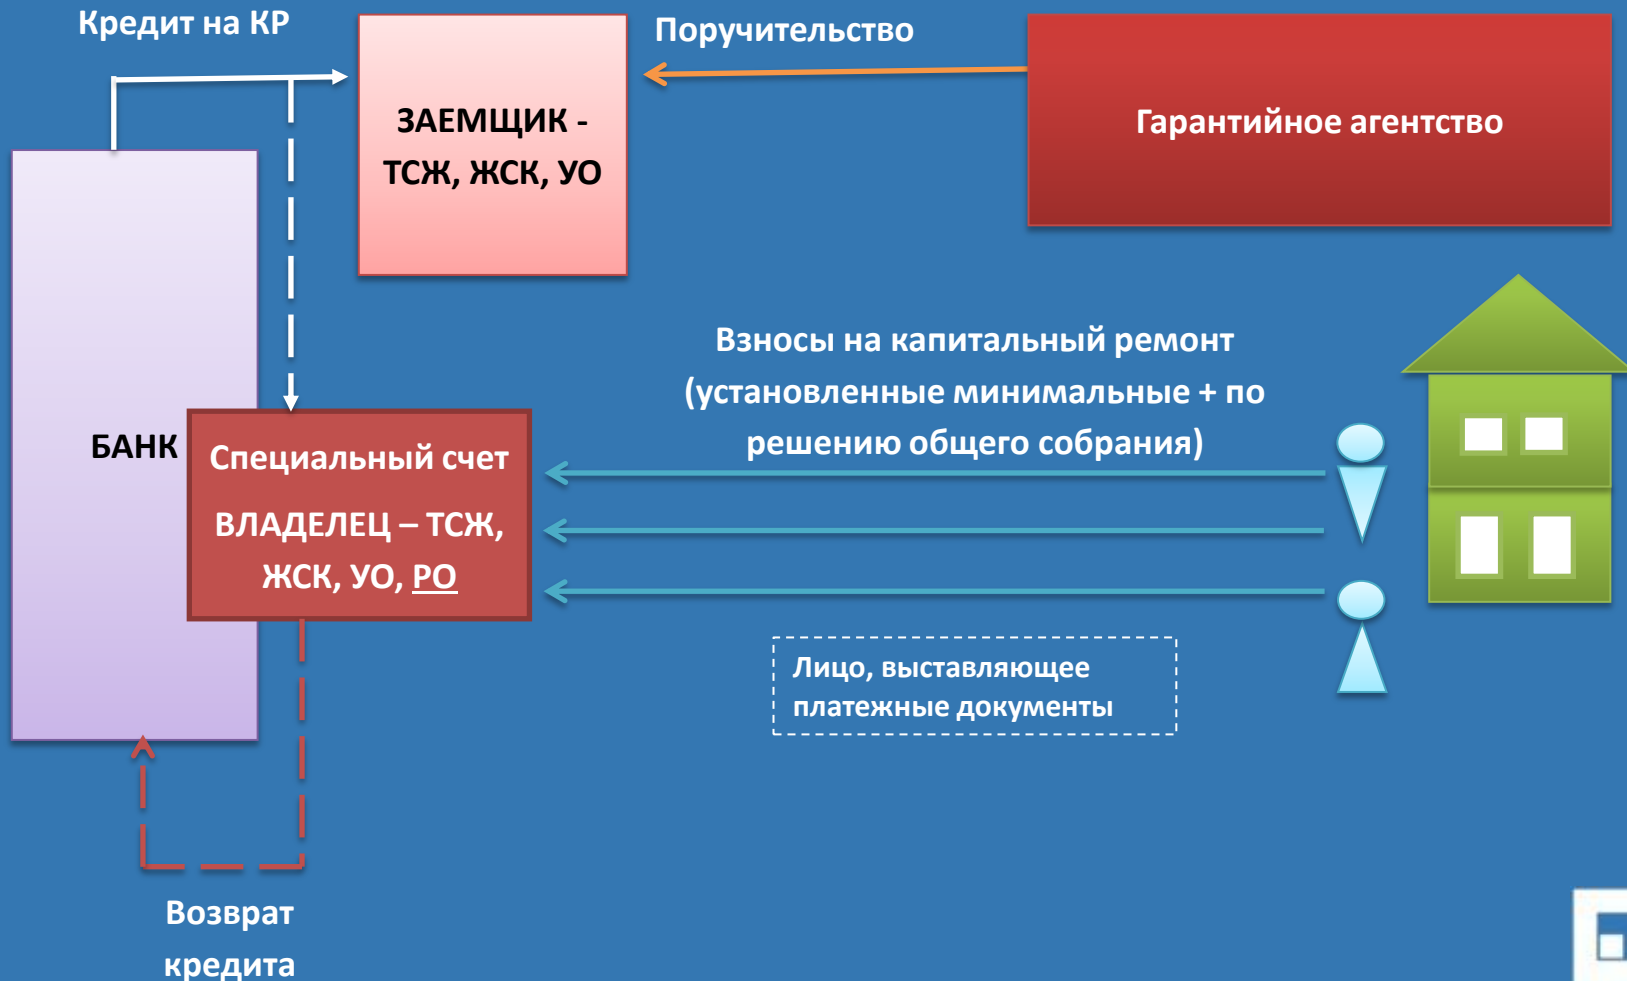 Кредит на КР
Поручительство
ЗАЕМЩИК -
ТСЖ, ЖСК, УО
Гарантийное агентство
Взносы на капитальный ремонт
(установленные минимальные + по
решению общего собрания)
БАНК
Специальный счет
ВЛАДЕЛЕЦ – ТСЖ,
ЖСК, УО, РО
Лицо, выставляющее
платежные документы
Возврат
кредита